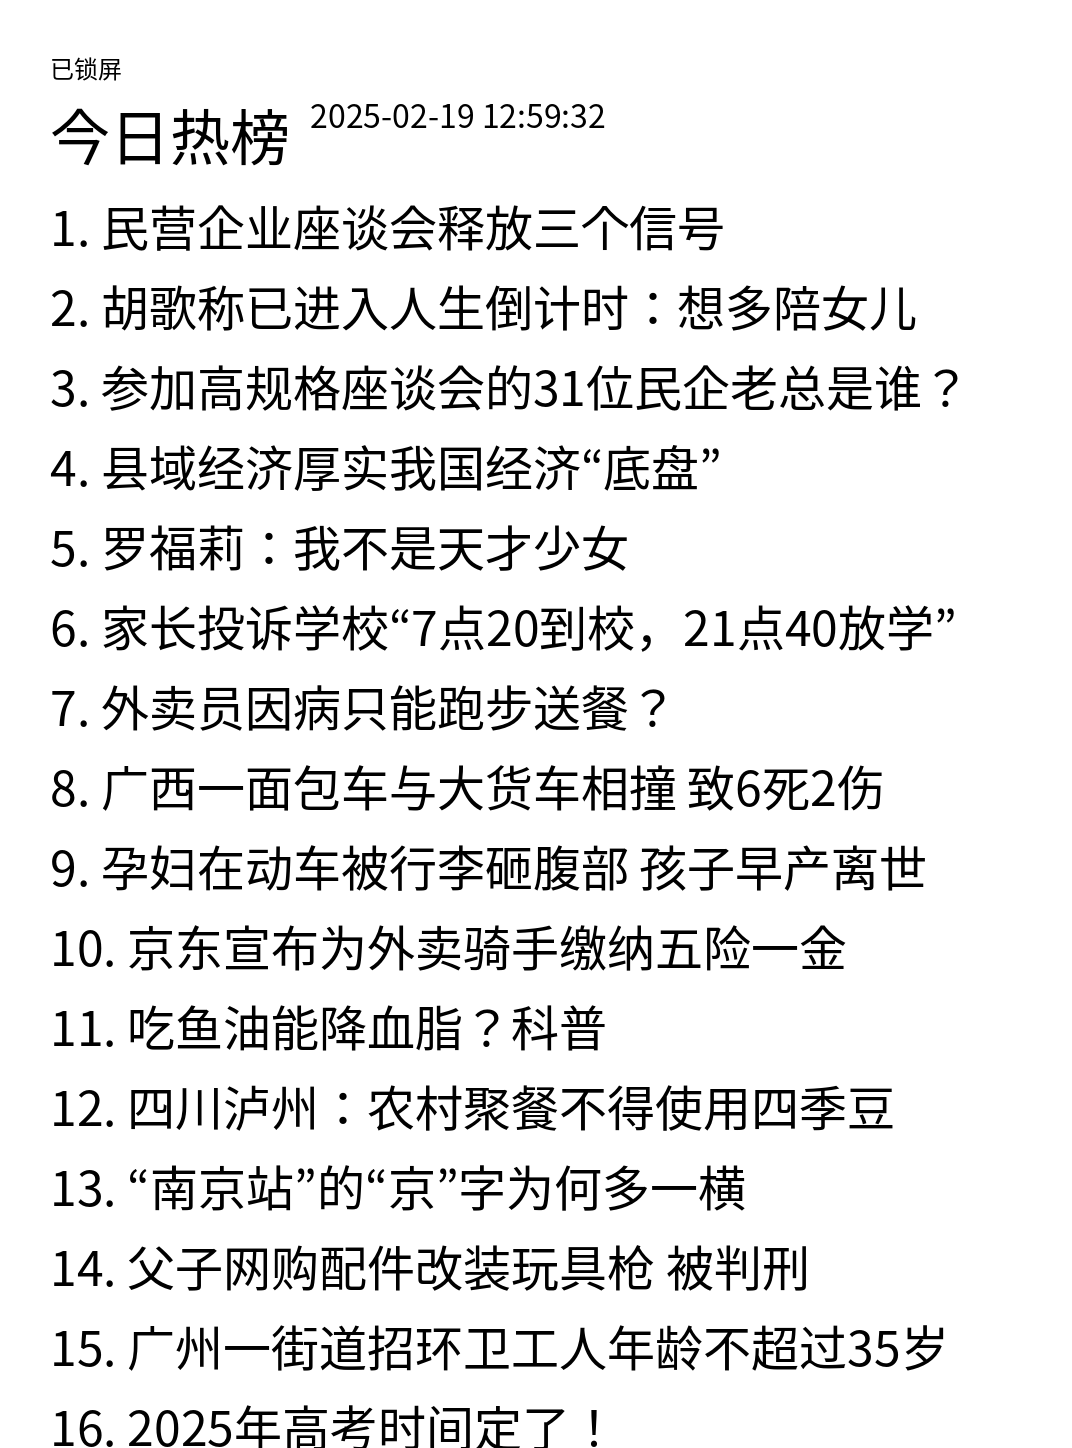 已锁屏
今日热榜 2025-02-19 12:59:32
1. 民营企业座谈会释放三个信号
2. 胡歌称已进入人生倒计时：想多陪女儿
3. 参加高规格座谈会的31位民企老总是谁？
4. 县域经济厚实我国经济“底盘”
5. 罗福莉：我不是天才少女
6. 家长投诉学校“7点20到校，21点40放学”
7. 外卖员因病只能跑步送餐？
8. 广西一面包车与大货车相撞 致6死2伤
9. 孕妇在动车被行李砸腹部 孩子早产离世
10. 京东宣布为外卖骑手缴纳五险一金
11. 吃鱼油能降血脂？科普
12. 四川泸州：农村聚餐不得使用四季豆
13. “南京站”的“京”字为何多一横
14. 父子网购配件改装玩具枪 被判刑
15. 广州一街道招环卫工人年龄不超过35岁
16. 2025年高考时间定了！